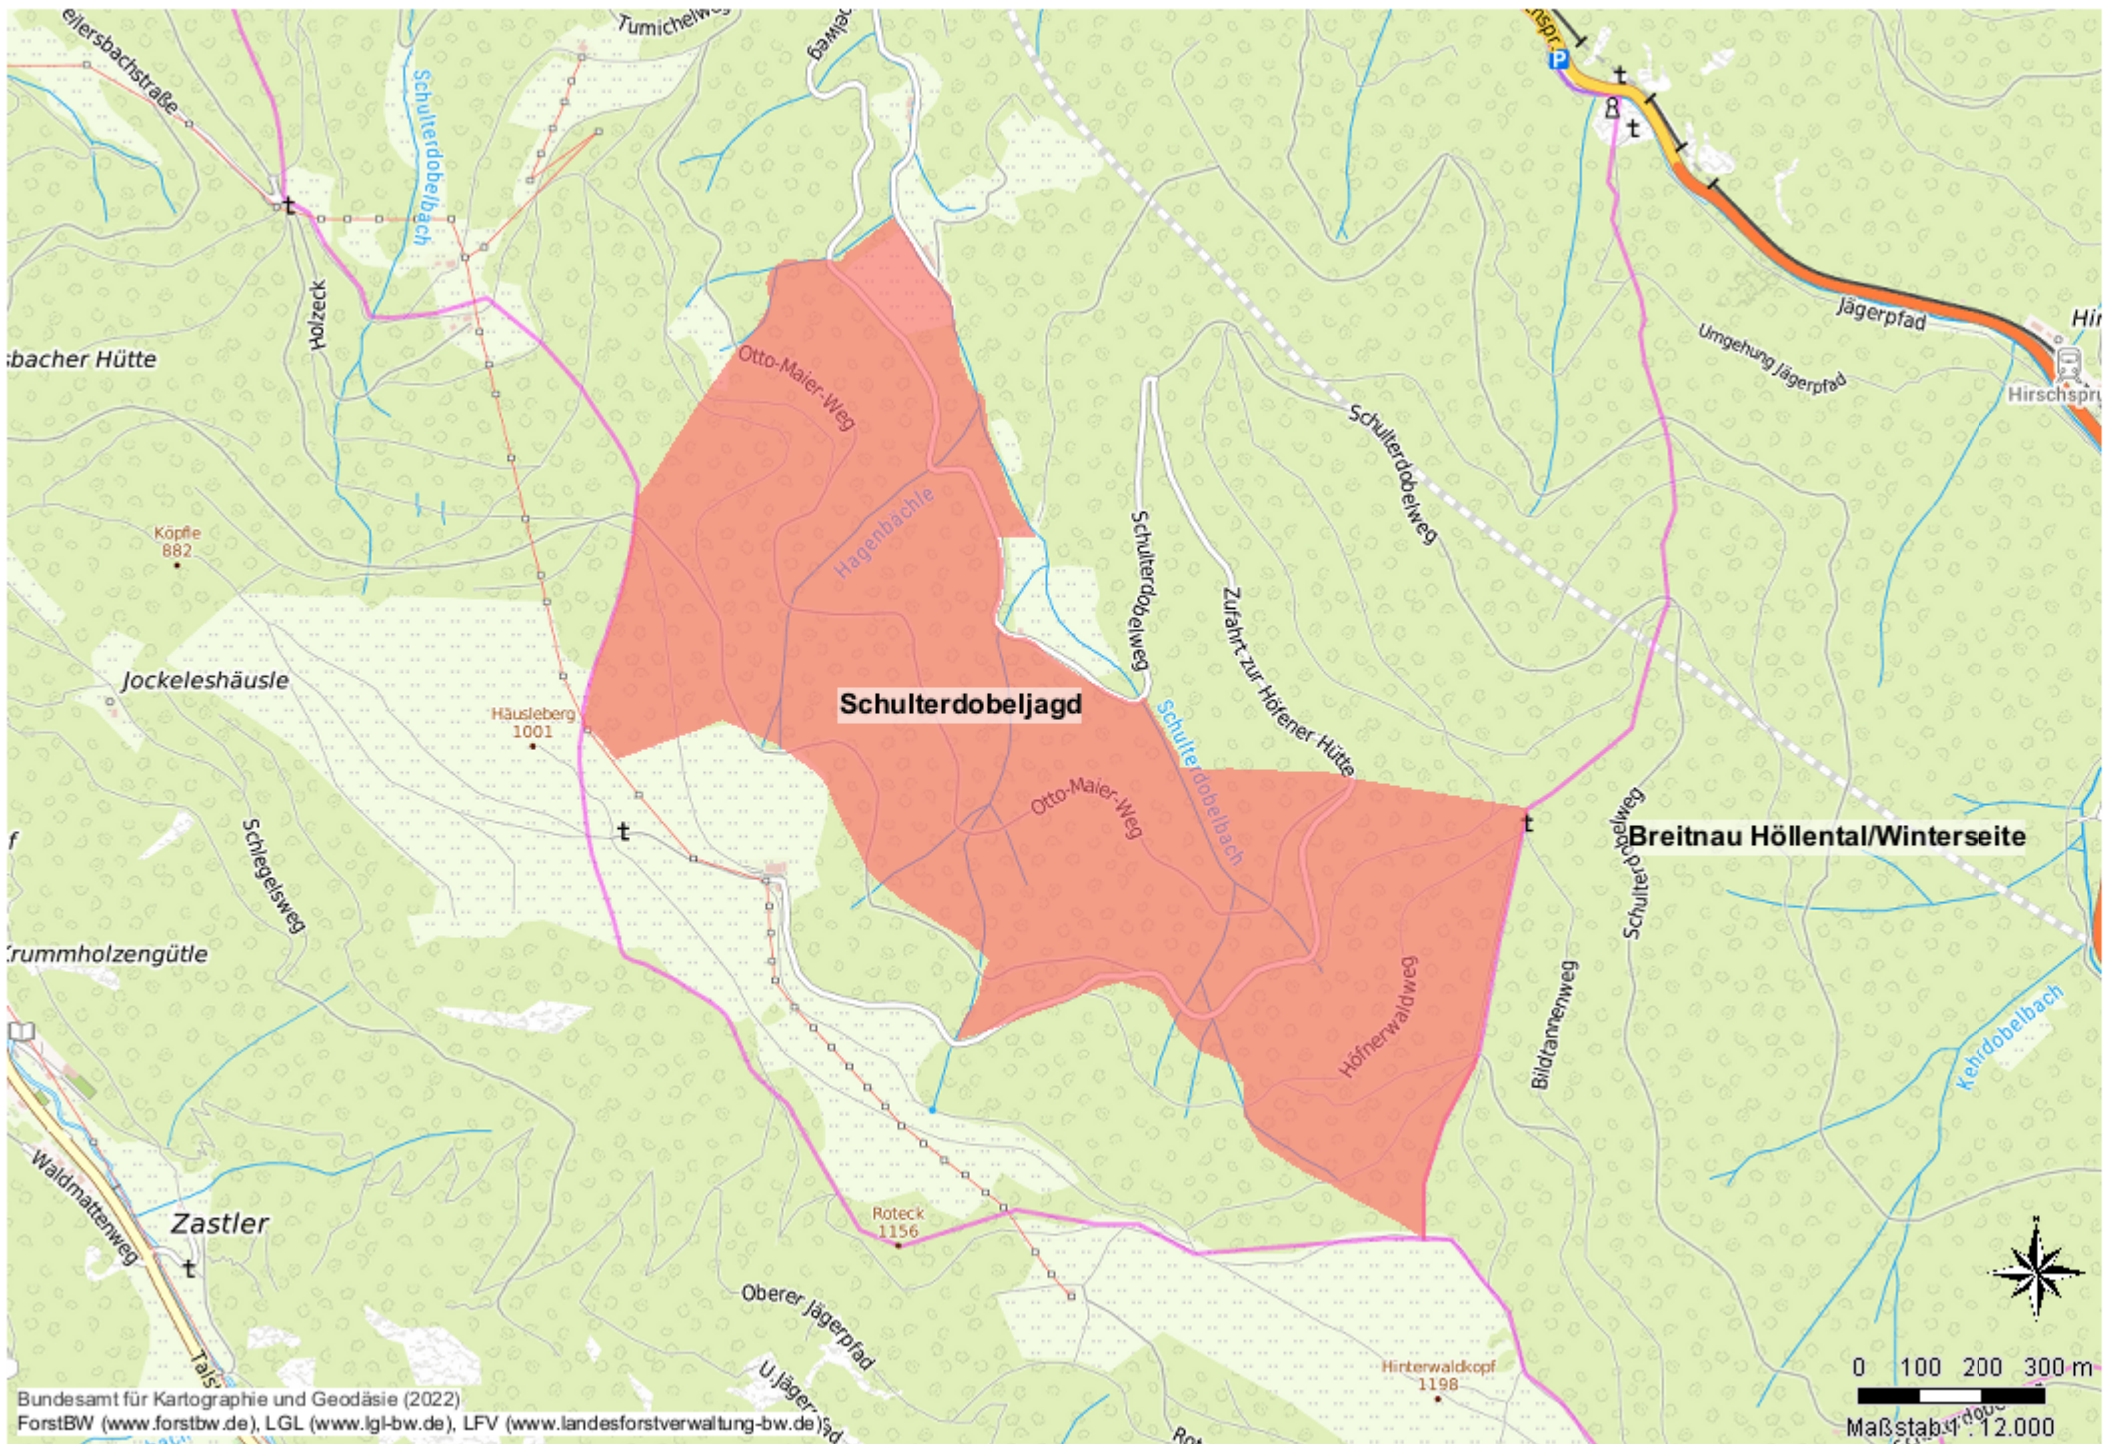 Tumichelweg
eilersbachstraße
Schulterdobelbach
P
Holzeck
Jägerpfad
Umgehung Jägerpfad
sbacher Hütte
Otto-Maier-Weg
Hirschspru
Schulterdobelweg
Hagenbächle
Köpfle
882
Schulterdobelweg
Zufahrt zur Höfener Hütte
Jockeleshäusle
Häusleberg
1001
Schulterdobeljagd
Schulterdobelbach
Otto-Maier-Weg
Schulterdobelweg
Breitnau Höllental/Winterseite
Schlegelsweg
Krummholzengütle
Höfnerwaldweg
Bildtannenweg
Kehrdobelbach
Waldmattenweg
Zastler
Roteck
1156
Oberer Jägerpfad
Hinterwaldkopf
1198
0 100 200 300 m
Maßstab 1 : 12.000
Bundesamt für Kartographie und Geodäsie (2022)
ForstBW (www.forstbw.de), LGL (www.lgl-bw.de), LFV (www.landesforstverwaltung-bw.de)